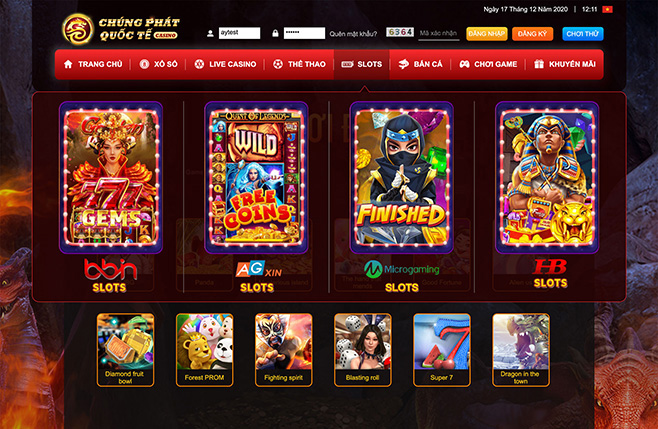 Ngày 17 Tháng 12 Năm 2020 | 12:11
CHÚNG PHÁT
QUỐC TẾ CASINO
aytest
••••••
Quên mật khẩu?
6364
Mã xác nhận
ĐĂNG NHẬP
ĐĂNG KÝ
CHƠI THỬ
TRANG CHỦ
XỔ SỐ
LIVE CASINO
THỂ THAO
SLOTS
BẮN CÁ
CHƠI GAME
KHUYẾN MÃI
777
GEMS
QUEST OF LEGENDS
WILD
FREE
COINS
FINISHED
bbin
SLOTS
AG XIN
SLOTS
Microgaming
SLOTS
HB
SLOTS
Diamond fruit
bowl
Forest PROM
Fighting spirit
Blasting roll
Super 7
Dragon in the
town